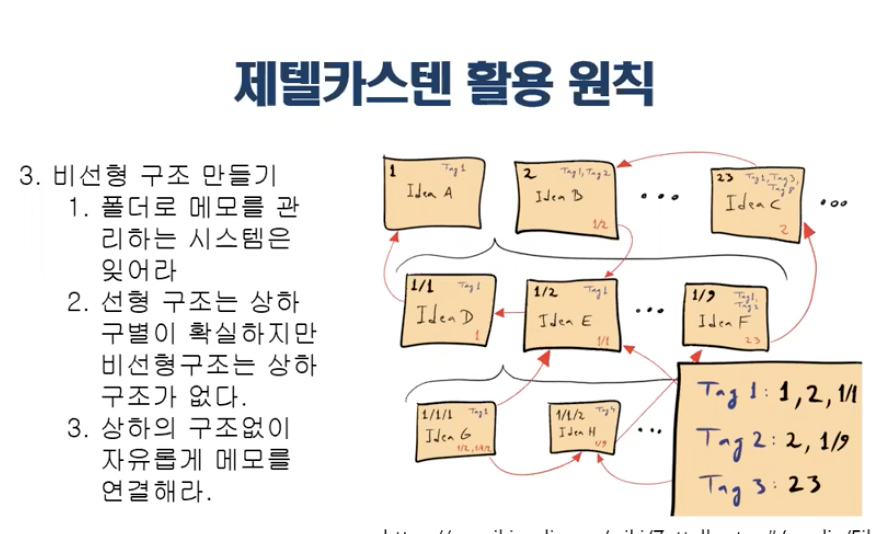 제텔카스텐 활용 원칙
3. 비선형 구조 만들기
1. 폴더로 메모를 관
리하는 시스템은
잊어라
2. 선형 구조는 상하
구별이 확실하지만
비선형구조는 상하
구조가 없다.
3. 상하의 구조없이
자유롭게 메모를
연결해라.
1 Tag 1
Idea A
2 Tag 1, Tag 2
Idea B
1/2
...
23 Tag 1, Tag 3,
Tag 8
Idea C
2
...
1/1 Tag 1
Idea D
1
1/2 Tag 1
Idea E
1/1
...
1/9 Tag 1,
Tag 2
Idea F
23
1/1/1 Tag 1
Idea G
1/1/2 Tag 4
Idea H
1/9
...
Tag 1: 1, 2, 1/1
Tag 2: 2, 1/9
Tag 3: 23